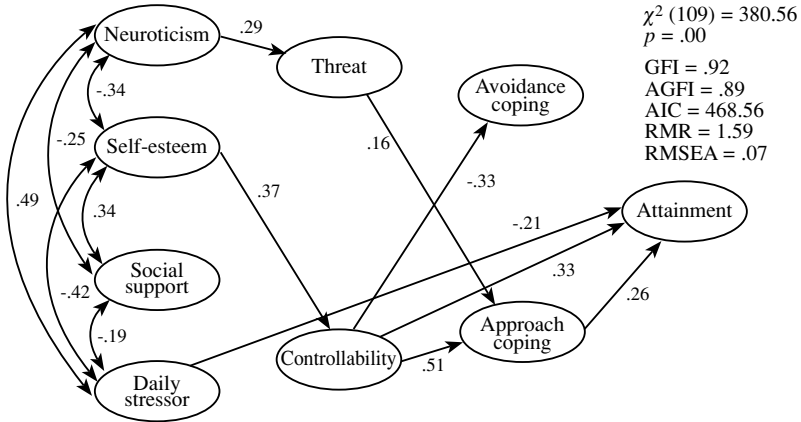 Neuroticism
.29
Threat
Avoidance
coping
χ² (109) = 380.56
p = .00
GFI = .92
AGFI = .89
AIC = 468.56
RMR = 1.59
RMSEA = .07
-.34
-.25
Self-esteem
.16
.37
-.33
.49
.34
-.21
Attainment
Social
support
-.42
.33
.26
-.19
Controllability
.51
Approach
coping
Daily
stressor